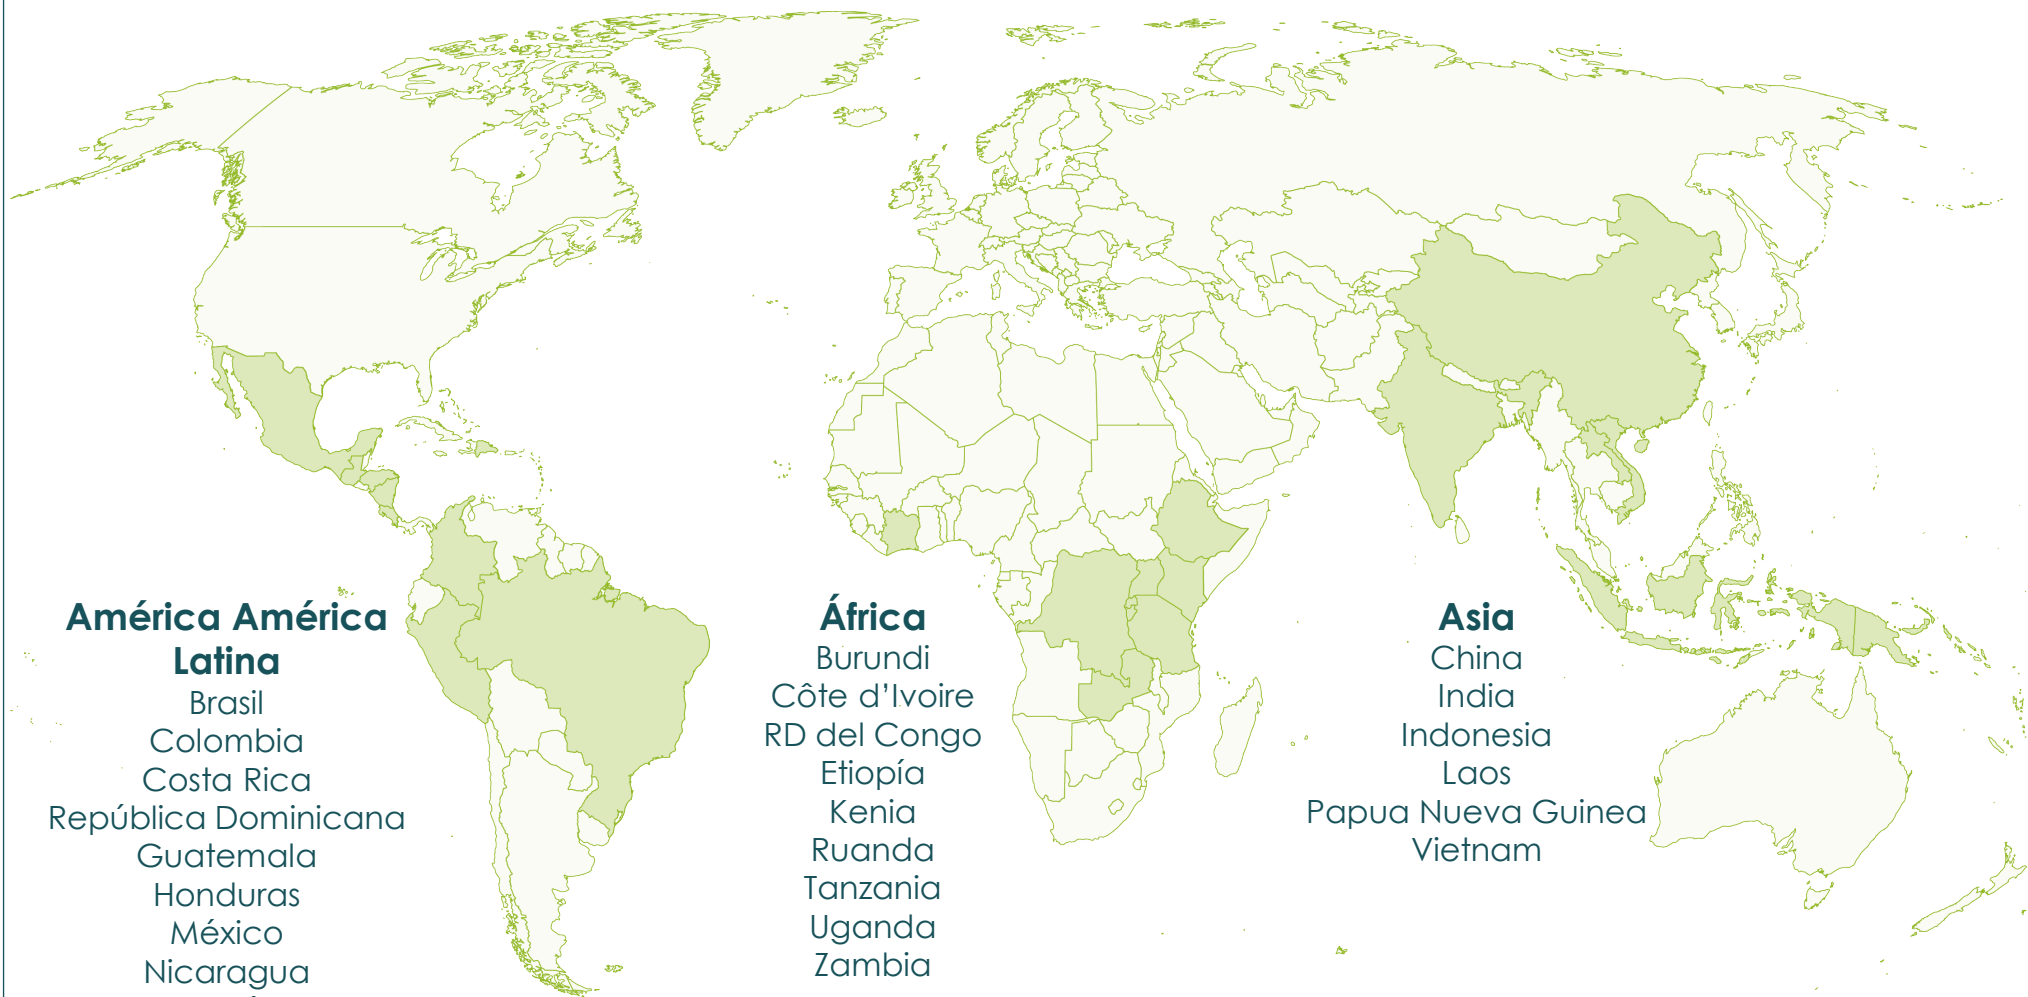 América América
Latina
Brasil
Colombia
Costa Rica
República Dominicana
Guatemala
Honduras
México
Nicaragua
África
Burundi
Côte d’Ivoire
RD del Congo
Etiopía
Kenia
Ruanda
Tanzania
Uganda
Zambia
Asia
China
India
Indonesia
Laos
Papua Nueva Guinea
Vietnam